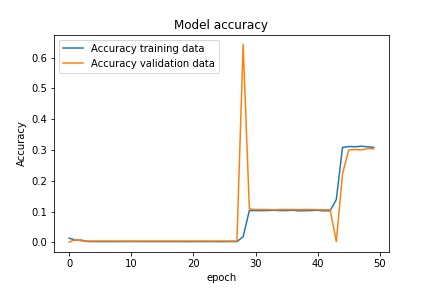 Model accuracy
Accuracy training data
Accuracy validation data
Accuracy
0.6
0.5
0.4
0.3
0.2
0.1
0.0
0 10 20 30 40 50
epoch